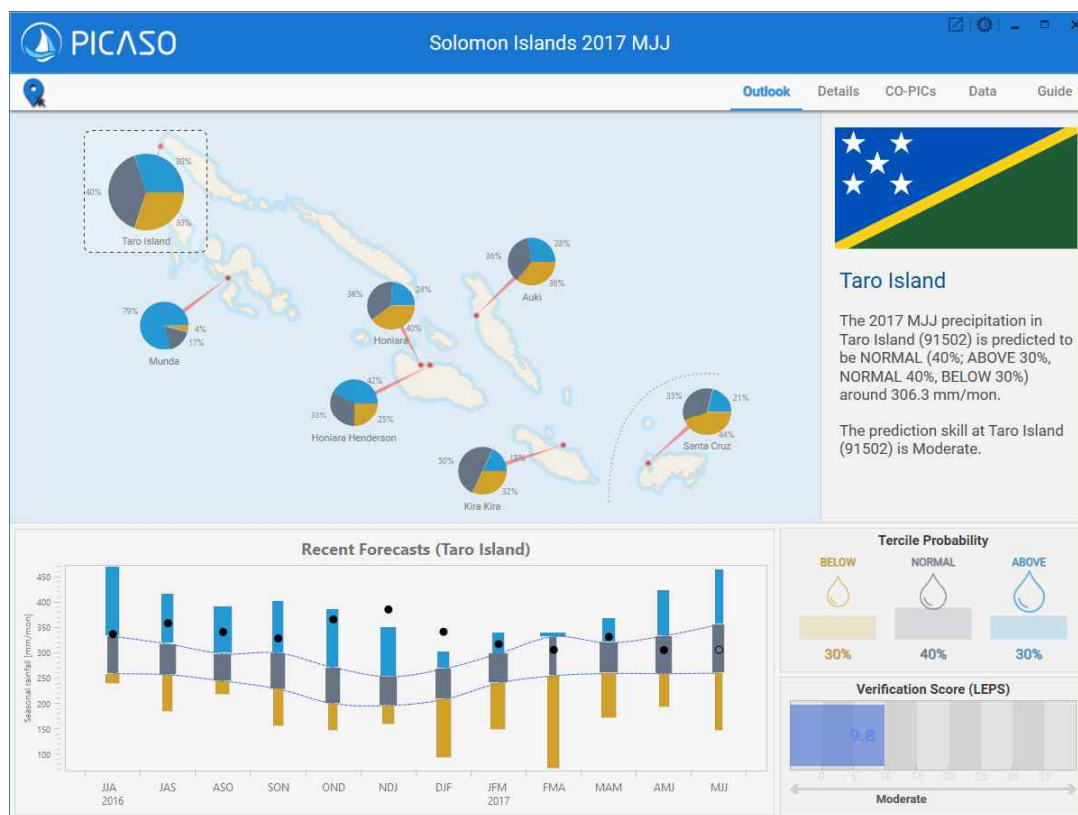 PICASO
Solomon Islands 2017 MJJ
Outlook Details CO-PICs Data Guide
30%
40%
30%
Taro Island
79%
4%
17%
Munda
36%
24%
40%
Honiara
36%
28%
36%
Auki
42%
33%
25%
Honiara Henderson
50%
18%
32%
Kira Kira
35%
21%
44%
Santa Cruz
Taro Island
The 2017 MJJ precipitation in
Taro Island (91502) is predicted to
be NORMAL (40%; ABOVE 30%,
NORMAL 40%, BELOW 30%)
around 306.3 mm/mon.
The prediction skill at Taro Island
(91502) is Moderate.
Recent Forecasts (Taro Island)
Seasonal rainfall [mm/mon]
450
400
350
300
250
200
150
100
JJA JAS ASO SON OND NDJ DJF JFM FMA MAM AMJ MJJ
2016 2017
Tercile Probability
BELOW NORMAL ABOVE
30% 40% 30%
Verification Score (LEPS)
9.8
0 5 10 15 20 25 30 35
Moderate